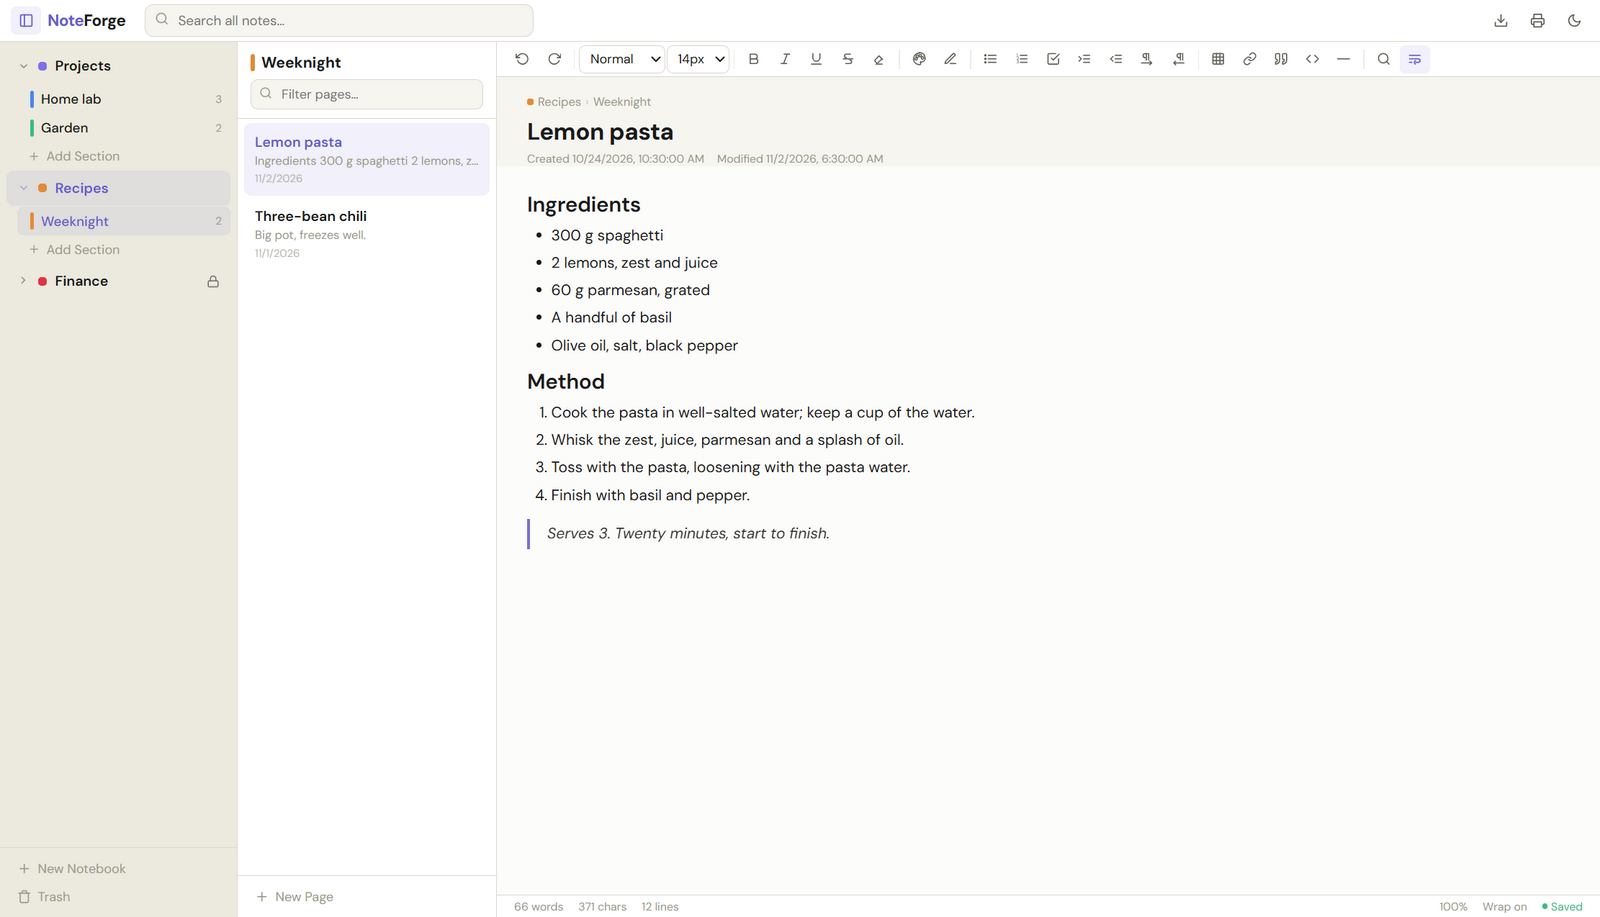 NoteForge
Search all notes...
Projects
Home lab 3
Garden 2
+ Add Section
Recipes
Weeknight 2
+ Add Section
Finance
+ New Notebook
Trash
Weeknight
Filter pages...
Lemon pasta
Ingredients 300 g spaghetti 2 lemons, z...
11/2/2026
Three-bean chili
Big pot, freezes well.
11/1/2026
+ New Page
Normal 14px
Recipes › Weeknight
Lemon pasta
Created 10/24/2026, 10:30:00 AM Modified 11/2/2026, 6:30:00 AM
Ingredients
• 300 g spaghetti
• 2 lemons, zest and juice
• 60 g parmesan, grated
• A handful of basil
• Olive oil, salt, black pepper
Method
1. Cook the pasta in well-salted water; keep a cup of the water.
2. Whisk the zest, juice, parmesan and a splash of oil.
3. Toss with the pasta, loosening with the pasta water.
4. Finish with basil and pepper.
Serves 3. Twenty minutes, start to finish.
66 words 371 chars 12 lines
100% Wrap on Saved